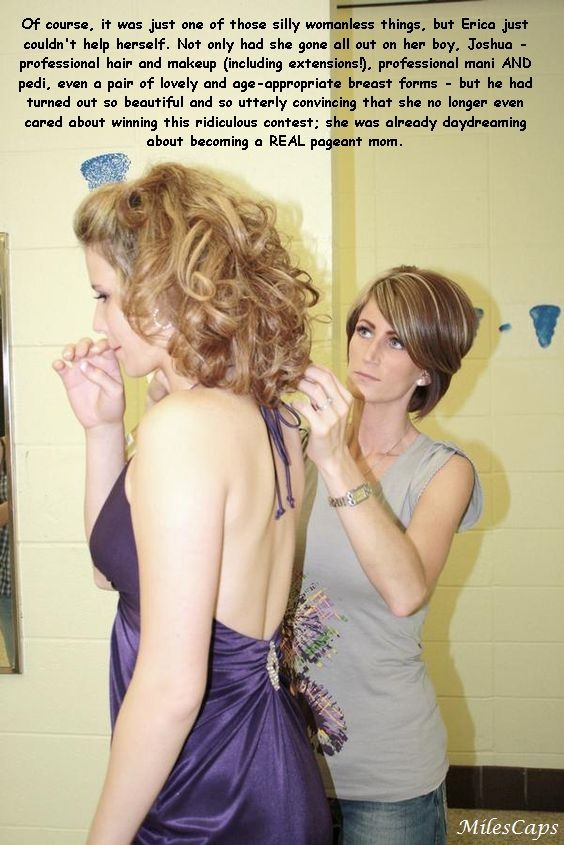 Of course, it was just one of those silly womanless things, but Erica just
couldn't help herself. Not only had she gone all out on her boy, Joshua -
professional hair and makeup (including extensions!), professional mani AND
pedi, even a pair of lovely and age-appropriate breast forms - but he had
turned out so beautiful and so utterly convincing that she no longer even
cared about winning this ridiculous contest; she was already daydreaming
about becoming a REAL pageant mom.
MilesCaps